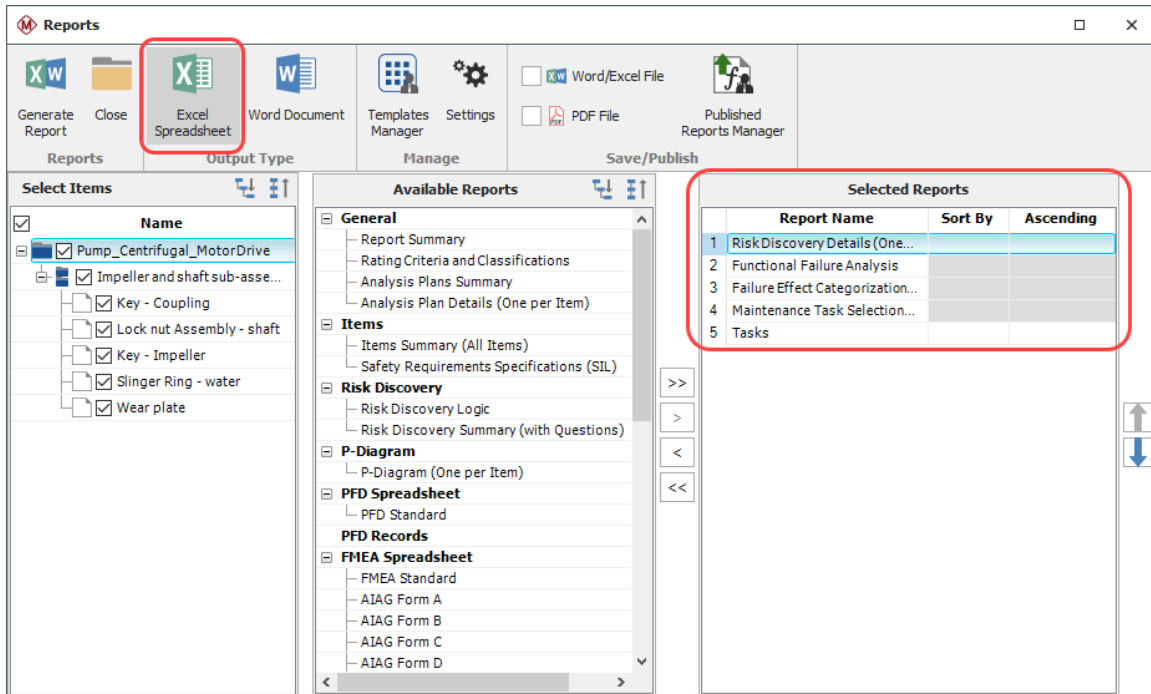 Reports
Generate Report
Close
Excel Spreadsheet
Word Document
Templates Manager
Settings
Word/Excel File
PDF File
Published Reports Manager
Reports
Output Type
Manage
Save/Publish
Select Items
Name
Pump_Centrifugal_MotorDrive
Impeller and shaft sub-asse...
Key - Coupling
Lock nut Assembly - shaft
Key - Impeller
Slinger Ring - water
Wear plate
Available Reports
General
Report Summary
Rating Criteria and Classifications
Analysis Plans Summary
Analysis Plan Details (One per Item)
Items
Items Summary (All Items)
Safety Requirements Specifications (SIL)
Risk Discovery
Risk Discovery Logic
Risk Discovery Summary (with Questions)
P-Diagram
P-Diagram (One per Item)
PFD Spreadsheet
PFD Standard
PFD Records
FMEA Spreadsheet
FMEA Standard
AIAG Form A
AIAG Form B
AIAG Form C
AIAG Form D
>>
>
<
<<
Selected Reports
Report Name Sort By Ascending
1 Risk Discovery Details (One...
2 Functional Failure Analysis
3 Failure Effect Categorization...
4 Maintenance Task Selection...
5 Tasks